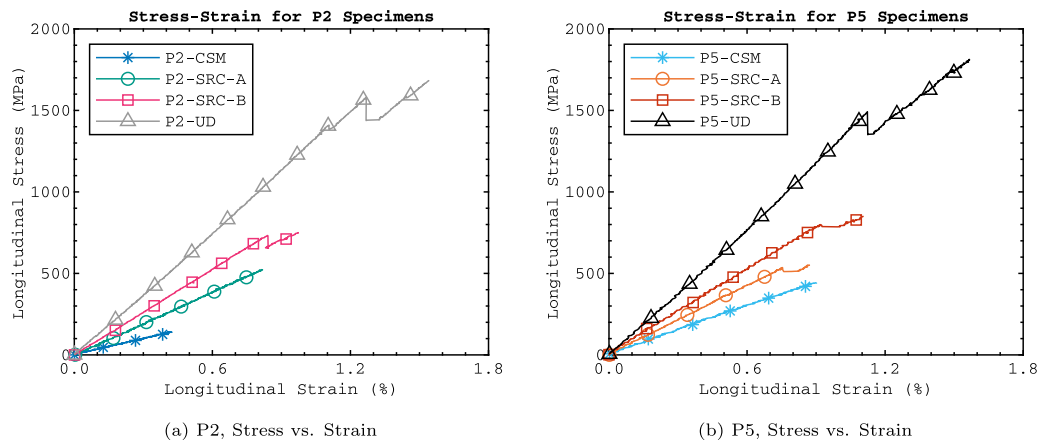 Stress-Strain for P2 Specimens
2000
1500
1000
500
0
Longitudinal Stress (MPa)
P2-CSM
P2-SRC-A
P2-SRC-B
P2-UD
0.0 0.6 1.2 1.8
Longitudinal Strain (%)
(a) P2, Stress vs. Strain
Stress-Strain for P5 Specimens
2000
1500
1000
500
0
Longitudinal Stress (MPa)
P5-CSM
P5-SRC-A
P5-SRC-B
P5-UD
0.0 0.6 1.2 1.8
Longitudinal Strain (%)
(b) P5, Stress vs. Strain